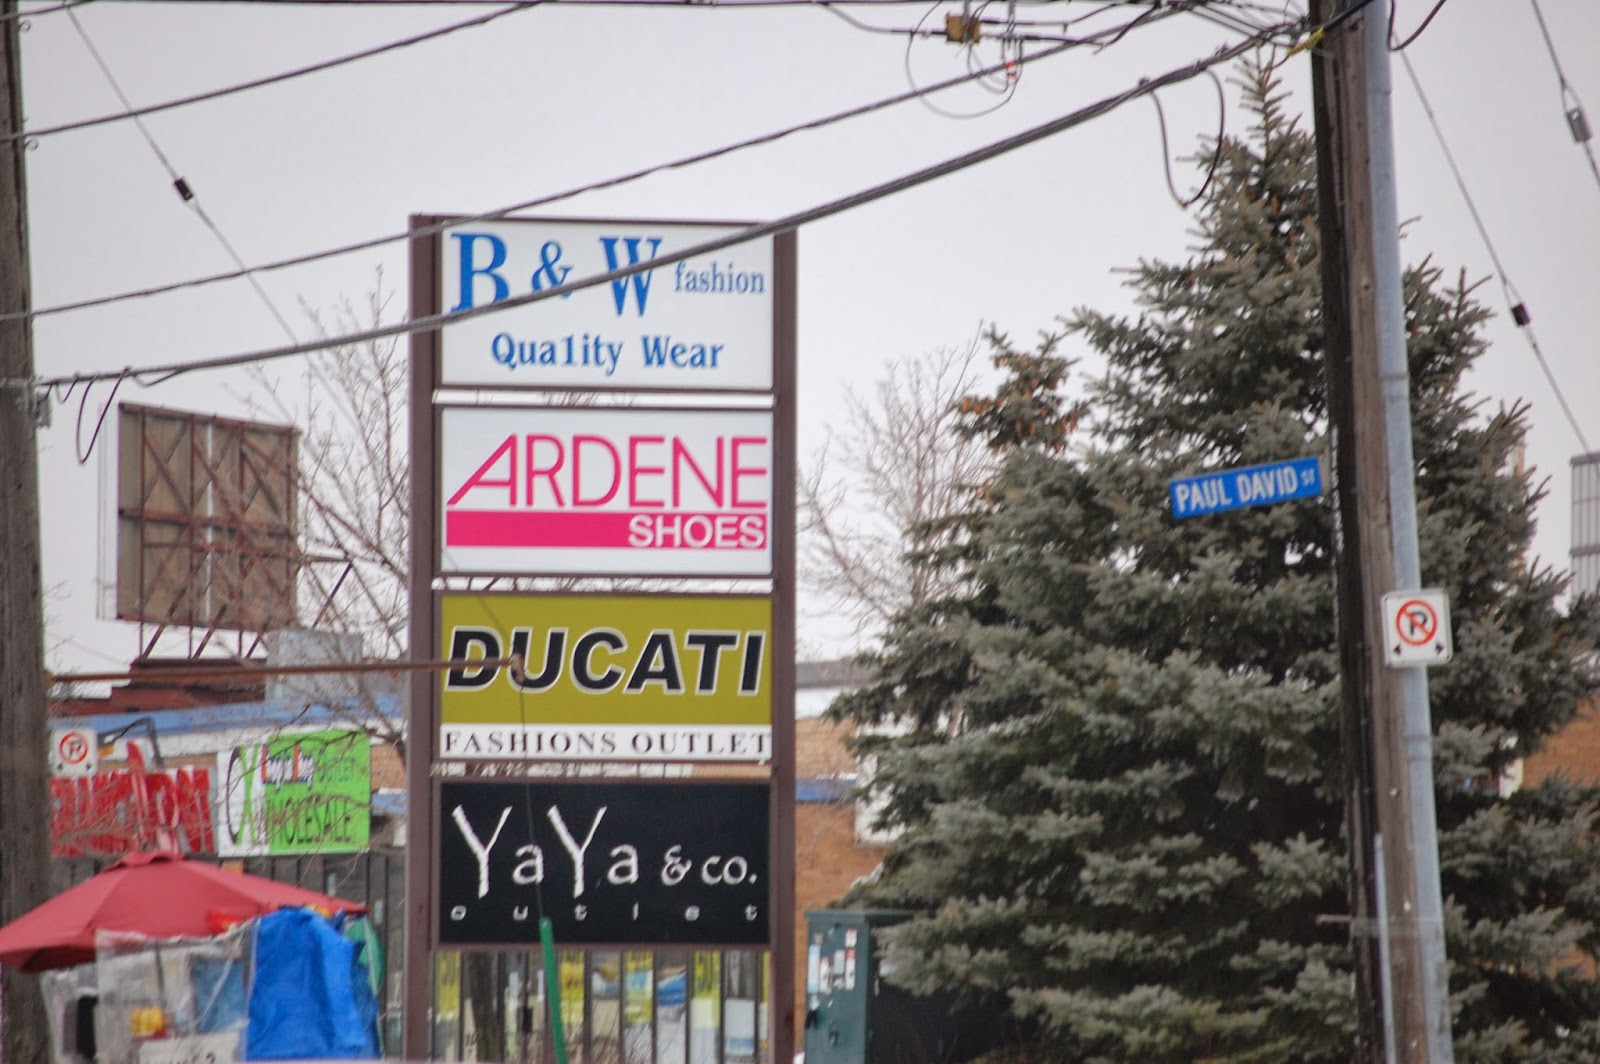 B & W fashion
Qua1ity Wear
ARDENE
SHOES
DUCATI
FASHIONS OUTLET
YaYa & co.
outlet
PAUL DAVID ST
P
P
WHOLESALE